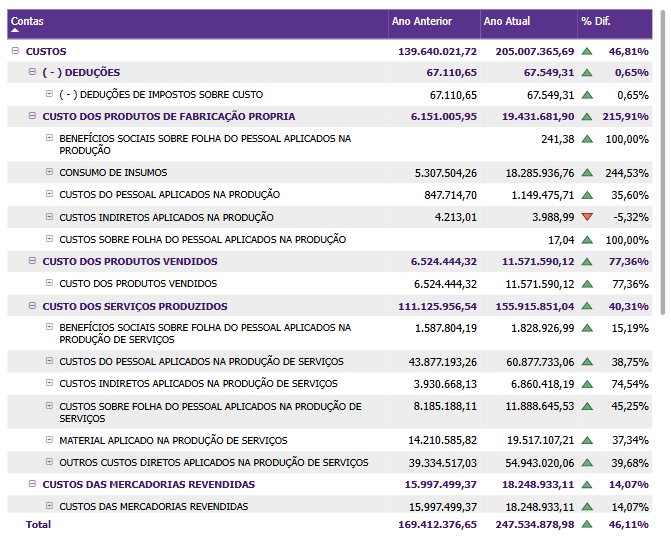 Contas Ano Anterior Ano Atual % Dif.
CUSTOS 139.640.021,72 205.007.365,69 46,81%
( - ) DEDUÇÕES 67.110,65 67.549,31 0,65%
( - ) DEDUÇÕES DE IMPOSTOS SOBRE CUSTO 67.110,65 67.549,31 0,65%
CUSTO DOS PRODUTOS DE FABRICAÇÃO PROPRIA 6.151.005,95 19.431.681,90 215,91%
BENEFÍCIOS SOCIAIS SOBRE FOLHA DO PESSOAL APLICADOS NA 241,38 100,00%
PRODUÇÃO
CONSUMO DE INSUMOS 5.307.504,26 18.285.936,76 244,53%
CUSTOS DO PESSOAL APLICADOS NA PRODUÇÃO 847.714,70 1.149.475,71 35,60%
CUSTOS INDIRETOS APLICADOS NA PRODUÇÃO 4.213,01 3.988,99 -5,32%
CUSTOS SOBRE FOLHA DO PESSOAL APLICADOS NA PRODUÇÃO 17,04 100,00%
CUSTO DOS PRODUTOS VENDIDOS 6.524.444,32 11.571.590,12 77,36%
CUSTO DOS PRODUTOS VENDIDOS 6.524.444,32 11.571.590,12 77,36%
CUSTO DOS SERVIÇOS PRODUZIDOS 111.125.956,54 155.915.851,04 40,31%
BENEFÍCIOS SOCIAIS SOBRE FOLHA DO PESSOAL APLICADOS NA 1.587.804,19 1.828.926,99 15,19%
PRODUÇÃO DE SERVIÇOS
CUSTOS DO PESSOAL APLICADOS NA PRODUÇÃO DE SERVIÇOS 43.877.193,26 60.877.733,06 38,75%
CUSTOS INDIRETOS APLICADOS NA PRODUÇÃO DE SERVIÇOS 3.930.668,13 6.860.418,19 74,54%
CUSTOS SOBRE FOLHA DO PESSOAL APLICADOS NA PRODUÇÃO DE 8.185.188,11 11.888.645,53 45,25%
SERVIÇOS
MATERIAL APLICADO NA PRODUÇÃO DE SERVIÇOS 14.210.585,82 19.517.107,21 37,34%
OUTROS CUSTOS DIRETOS APLICADOS NA PRODUÇÃO DE SERVIÇOS 39.334.517,03 54.943.020,06 39,68%
CUSTOS DAS MERCADORIAS REVENDIDAS 15.997.499,37 18.248.933,11 14,07%
CUSTOS DAS MERCADORIAS REVENDIDAS 15.997.499,37 18.248.933,11 14,07%
Total 169.412.376,65 247.534.878,98 46,11%